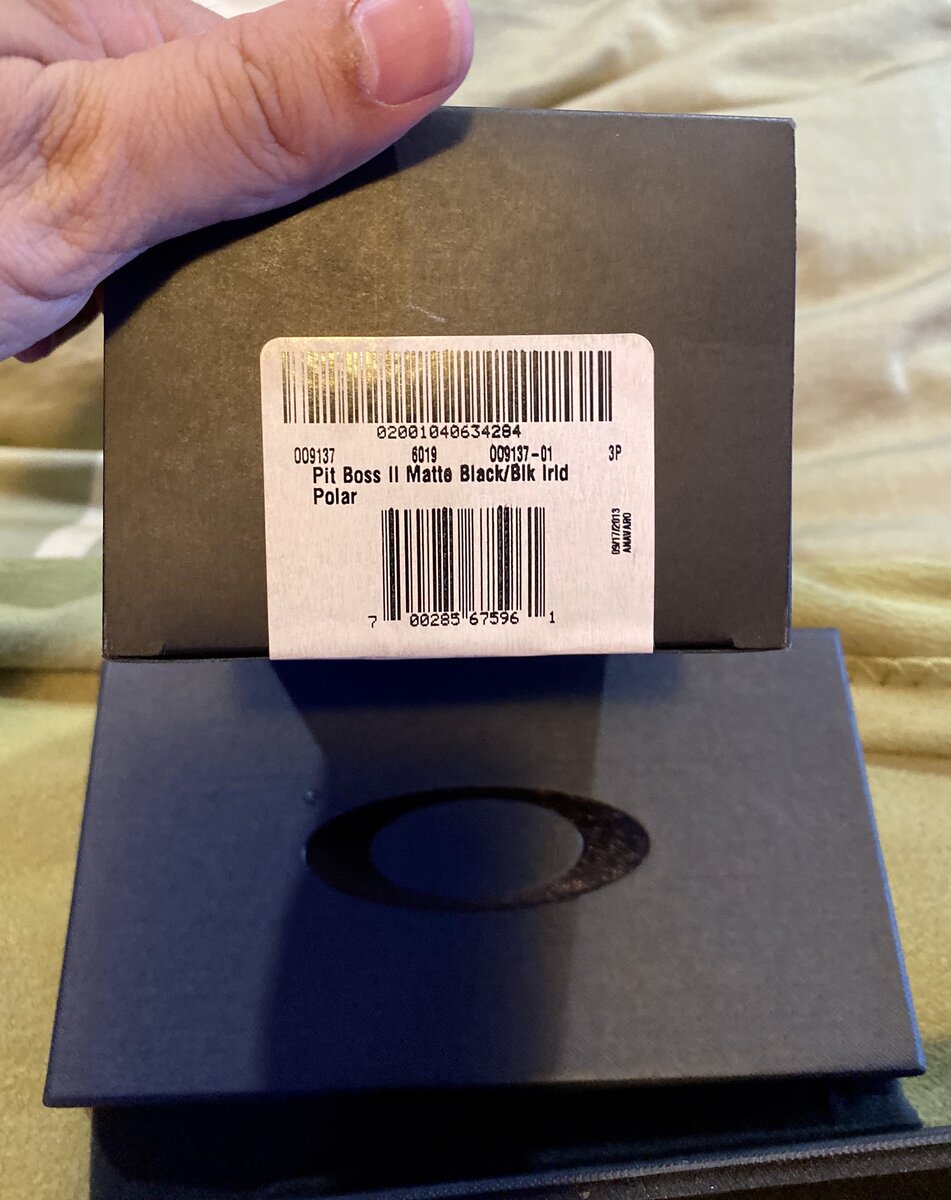 02001040634284
009137 6019 009137-01 3P
Pit Boss II Matte Black/Blk Irid
Polar
09/17/2013
AMAVARO
7 00285 67596 1